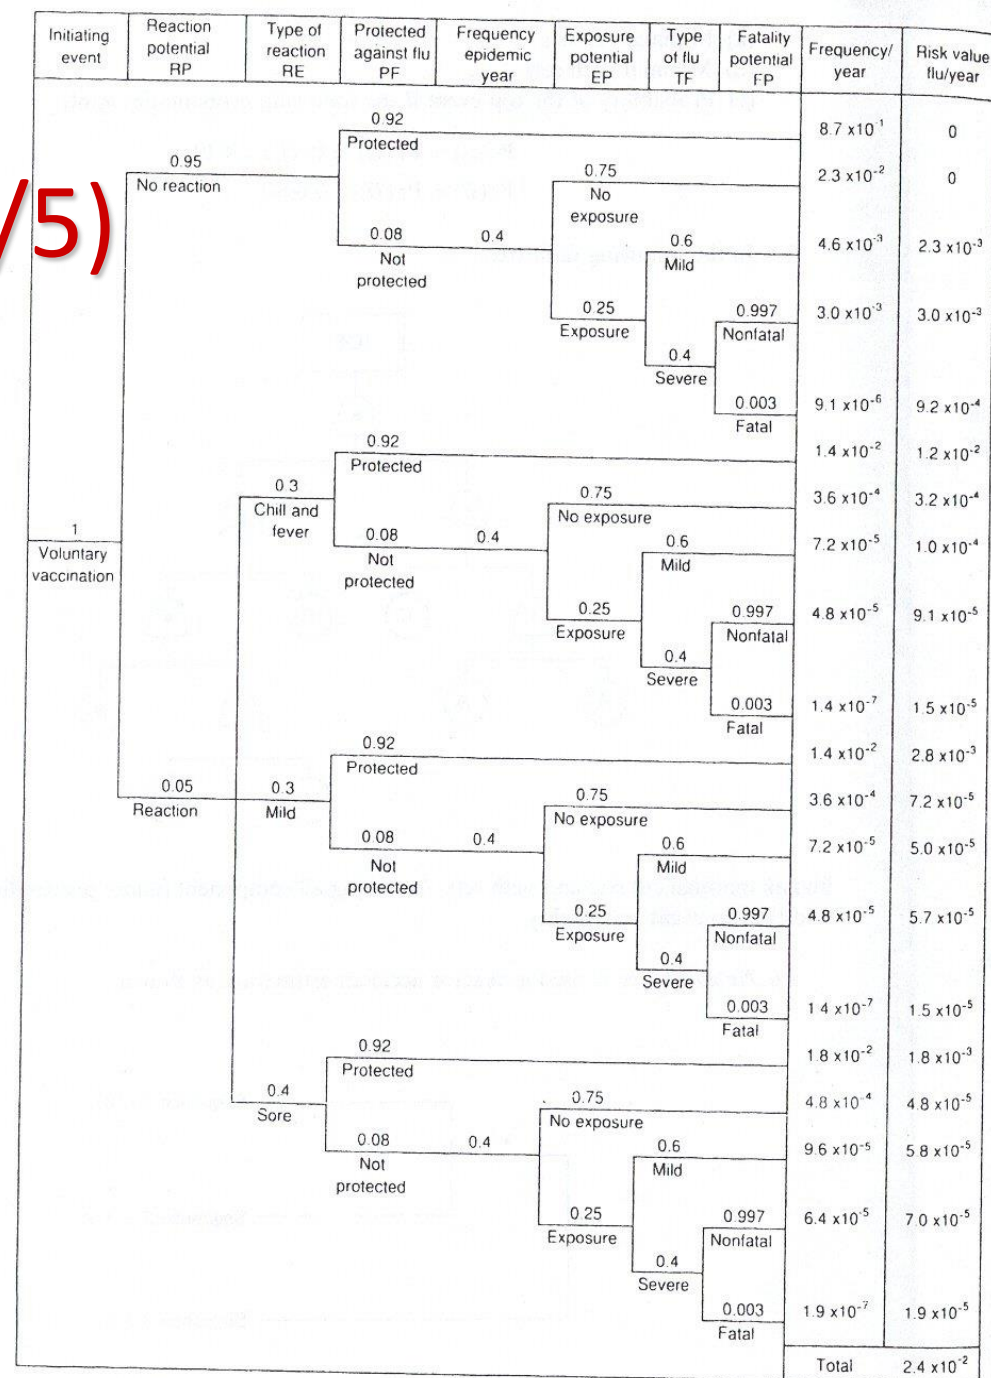 Initiating event
Reaction potential RP
Type of reaction RE
Protected against flu PF
Frequency epidemic year
Exposure potential EP
Type of flu TF
Fatality potential FP
Frequency/ year
Risk value flu/year
/5)
1
Voluntary vaccination
0.95
No reaction
0.92
Protected
8.7 x10⁻¹ 0
0.75
No exposure
2.3 x10⁻² 0
0.08
Not protected
0.4
0.6
Mild
4.6 x10⁻³ 2.3 x10⁻³
0.25
Exposure
0.997
Nonfatal
3.0 x10⁻³ 3.0 x10⁻³
0.4
Severe
0.003
Fatal
9.1 x10⁻⁶ 9.2 x10⁻⁴
0.92
Protected
1.4 x10⁻² 1.2 x10⁻²
0.3
Chill and fever
0.75
No exposure
3.6 x10⁻⁴ 3.2 x10⁻⁴
0.08
Not protected
0.4
0.6
Mild
7.2 x10⁻⁵ 1.0 x10⁻⁴
0.25
Exposure
0.997
Nonfatal
4.8 x10⁻⁵ 9.1 x10⁻⁵
0.4
Severe
0.003
Fatal
1.4 x10⁻⁷ 1.5 x10⁻⁵
0.05
Reaction
0.92
Protected
1.4 x10⁻² 2.8 x10⁻³
0.3
Mild
0.75
No exposure
3.6 x10⁻⁴ 7.2 x10⁻⁵
0.08
Not protected
0.4
0.6
Mild
7.2 x10⁻⁵ 5.0 x10⁻⁵
0.25
Exposure
0.997
Nonfatal
4.8 x10⁻⁵ 5.7 x10⁻⁵
0.4
Severe
0.003
Fatal
1 4 x10⁻⁷ 1.5 x10⁻⁵
0.92
Protected
1.8 x10⁻² 1.8 x10⁻³
0.4
Sore
0.75
No exposure
4.8 x10⁻⁴ 4.8 x10⁻⁵
0.08
Not protected
0.4
0.6
Mild
9.6 x10⁻⁵ 5 8 x10⁻⁵
0.25
Exposure
0.997
Nonfatal
6.4 x10⁻⁵ 7.0 x10⁻⁵
0.4
Severe
0.003
Fatal
1.9 x10⁻⁷ 1.9 x10⁻⁵
Total 2.4 x10⁻²